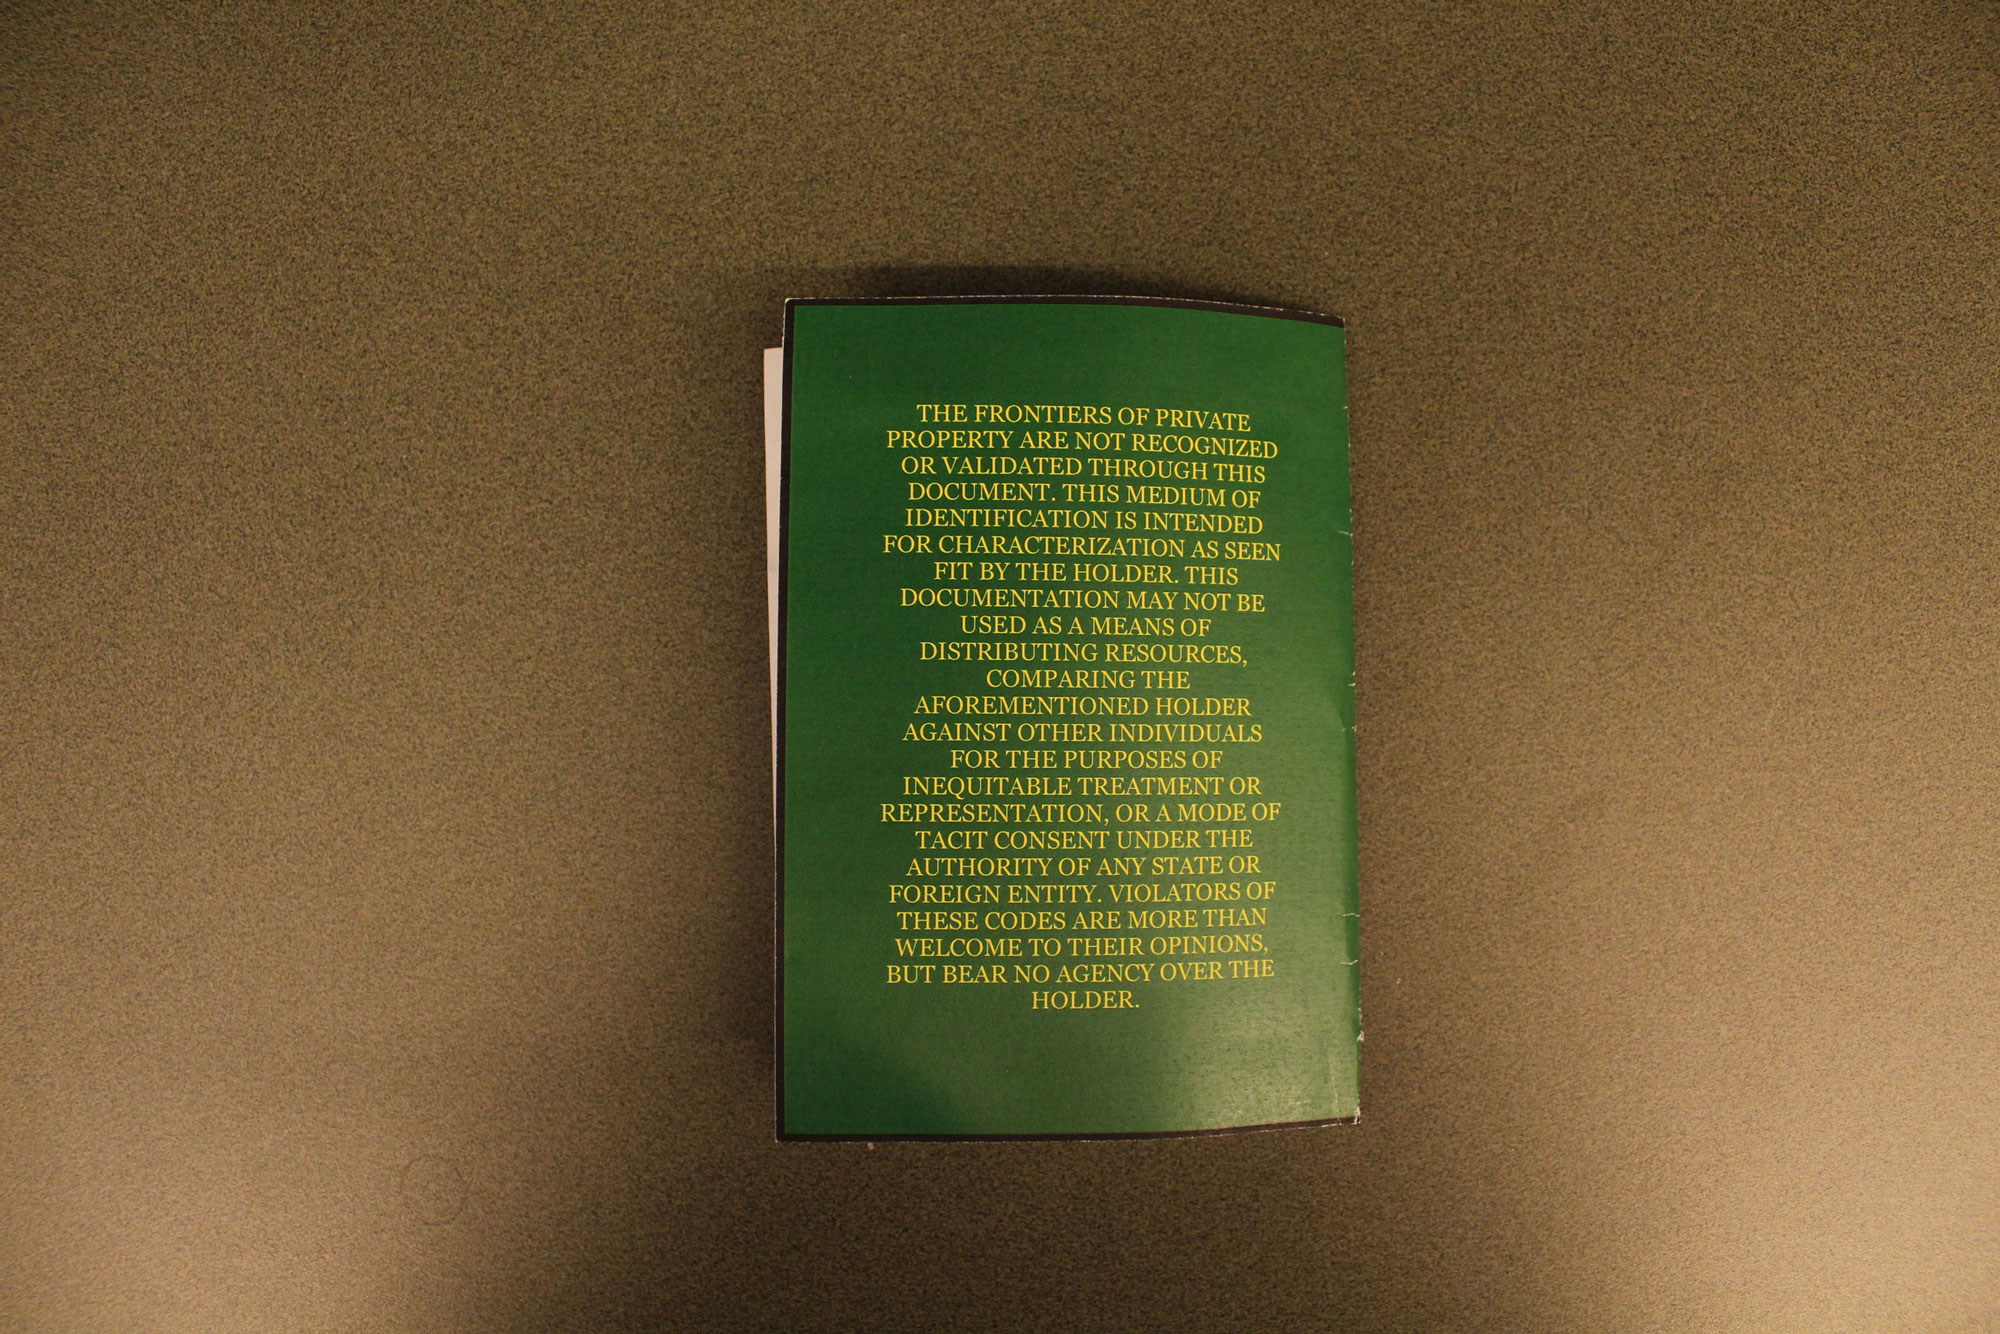 THE FRONTIERS OF PRIVATE
PROPERTY ARE NOT RECOGNIZED
OR VALIDATED THROUGH THIS
DOCUMENT. THIS MEDIUM OF
IDENTIFICATION IS INTENDED
FOR CHARACTERIZATION AS SEEN
FIT BY THE HOLDER. THIS
DOCUMENTATION MAY NOT BE
USED AS A MEANS OF
DISTRIBUTING RESOURCES,
COMPARING THE
AFOREMENTIONED HOLDER
AGAINST OTHER INDIVIDUALS
FOR THE PURPOSES OF
INEQUITABLE TREATMENT OR
REPRESENTATION, OR A MODE OF
TACIT CONSENT UNDER THE
AUTHORITY OF ANY STATE OR
FOREIGN ENTITY. VIOLATORS OF
THESE CODES ARE MORE THAN
WELCOME TO THEIR OPINIONS,
BUT BEAR NO AGENCY OVER THE
HOLDER.